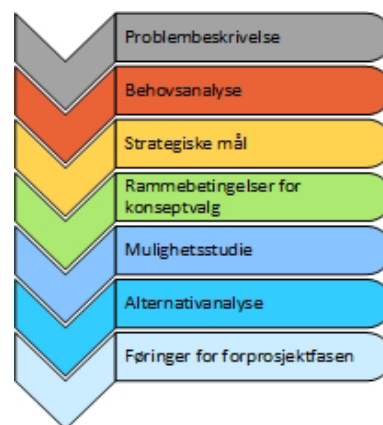 Problembeskrivelse
Behovsanalyse
Strategiske mål
Rammebetingelser for
konseptvalg
Mulighetsstudie
Alternativanalyse
Føringer for forprosjektfasen